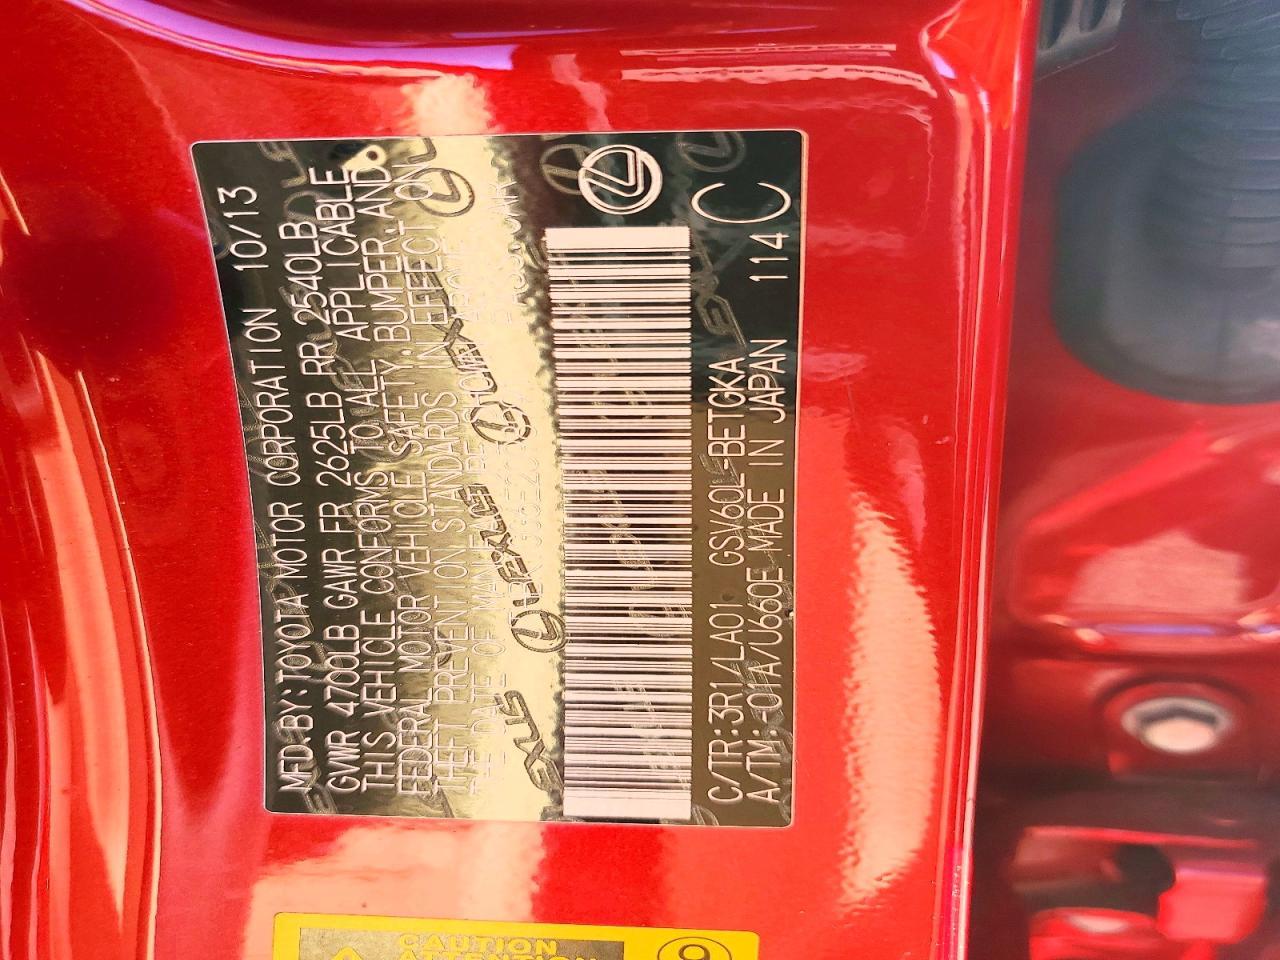 MFD.BY:TOYOTA MOTOR CORPORATION 10/13
GVWR 4700LB GAWR FR 2625LB RR 2540LB
THIS VEHICLE CONFORMS TO ALL APPLICABLE
FEDERAL MOTOR VEHICLE SAFETY, BUMPER, AND
THEFT PREVENTION STANDARDS IN EFFECT ON
THE DATE OF MANUFACTURE SHOWN ABOVE.
C/TR:3R1/LA01 GSV60L-BETGKA
A/TM:-01A/U660E MADE IN JAPAN 114 C
CAUTION
ATTENTION